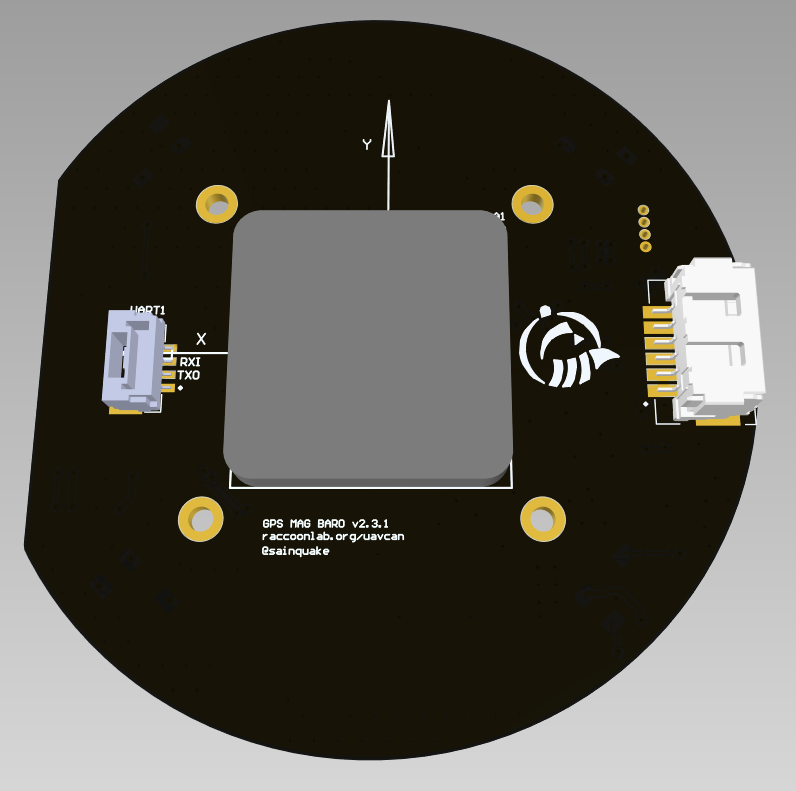 Y
UART1
X
RXI
TXO
GPS MAG BARO v2.3.1
raccoonlab.org/uavcan
@sainquake